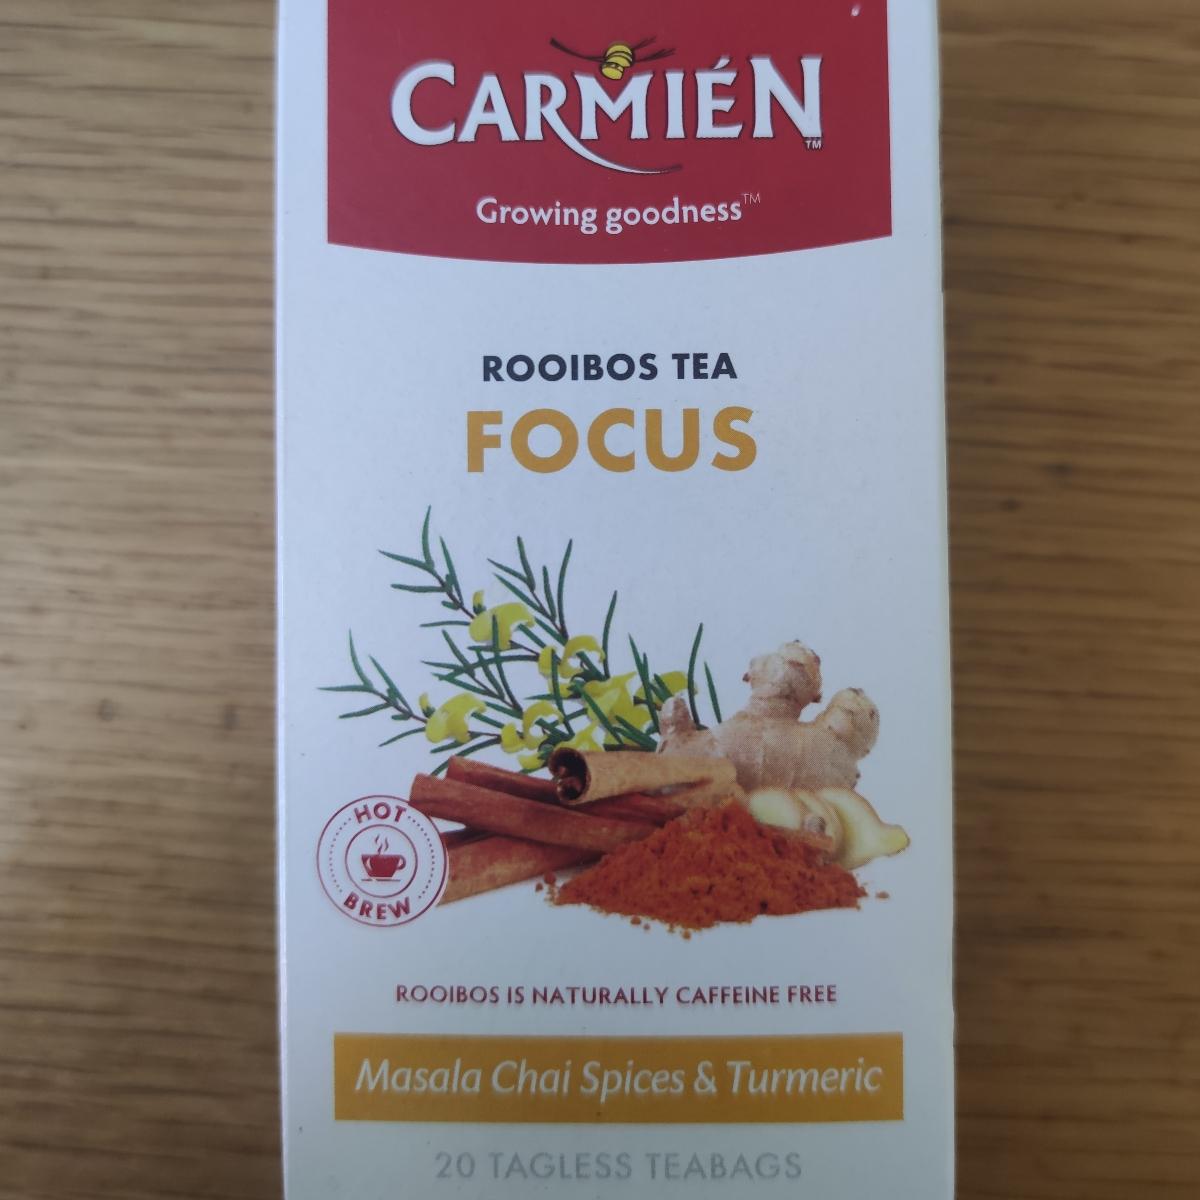 CARMIÉN™
Growing goodness™
ROOIBOS TEA
FOCUS
HOT
BREW
ROOIBOS IS NATURALLY CAFFEINE FREE
Masala Chai Spices & Turmeric
20 TAGLESS TEABAGS